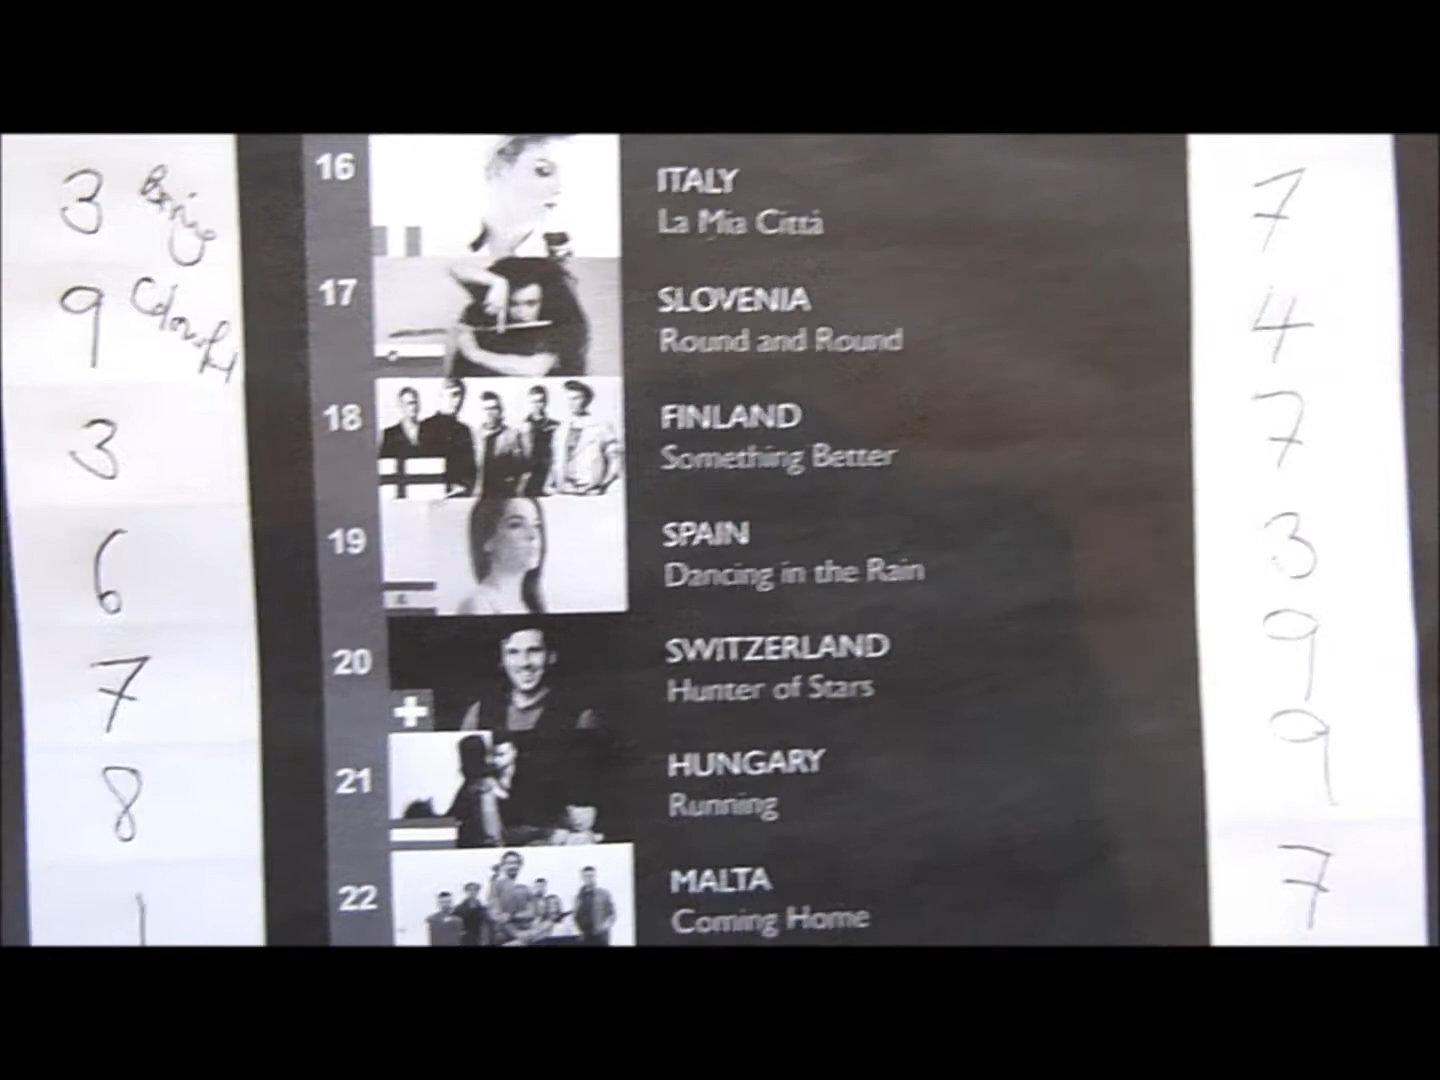 3 Boring 16 ITALY 7
La Mia Città
9 Colourful 17 SLOVENIA 4
Round and Round
3 18 FINLAND 7
Something Better
6 19 SPAIN 3
Dancing in the Rain
7 20 SWITZERLAND 9
Hunter of Stars
8 21 HUNGARY 9
Running
22 MALTA 7
Coming Home